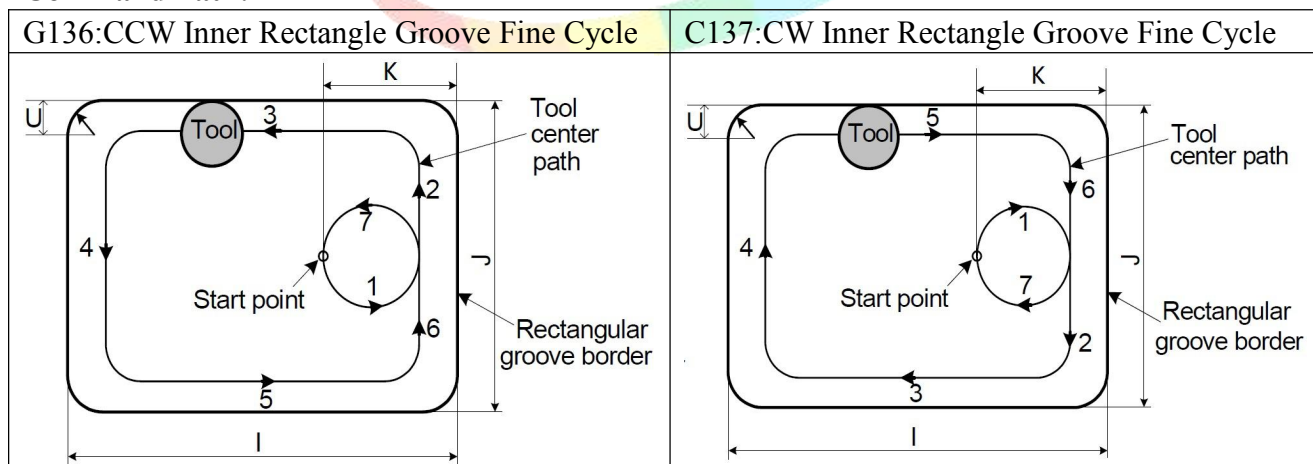 G136:CCW Inner Rectangle Groove Fine Cycle
C137:CW Inner Rectangle Groove Fine Cycle
K
U
Tool
3
Tool
center
path
2
7
4
J
Start point
1
6
Rectangular
groove border
5
I
K
U
Tool
5
Tool
center path
6
1
4
J
Start point
7
Rectangular
groove border
2
3
I